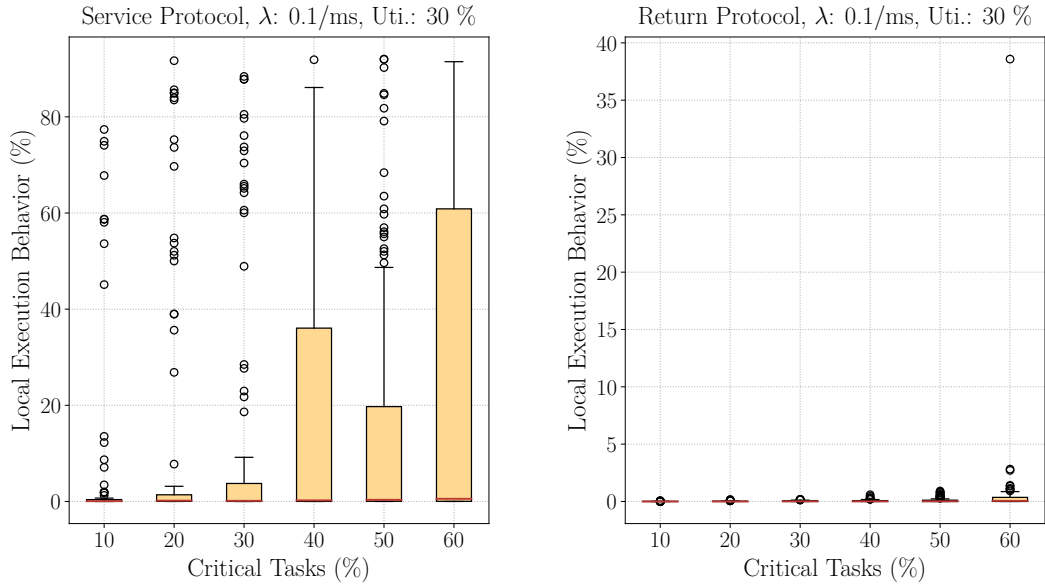 Service Protocol, λ: 0.1/ms, Uti.: 30 %
Local Execution Behavior (%)
80
60
40
20
0
10 20 30 40 50 60
Critical Tasks (%)
Return Protocol, λ: 0.1/ms, Uti.: 30 %
Local Execution Behavior (%)
40
35
30
25
20
15
10
5
0
10 20 30 40 50 60
Critical Tasks (%)